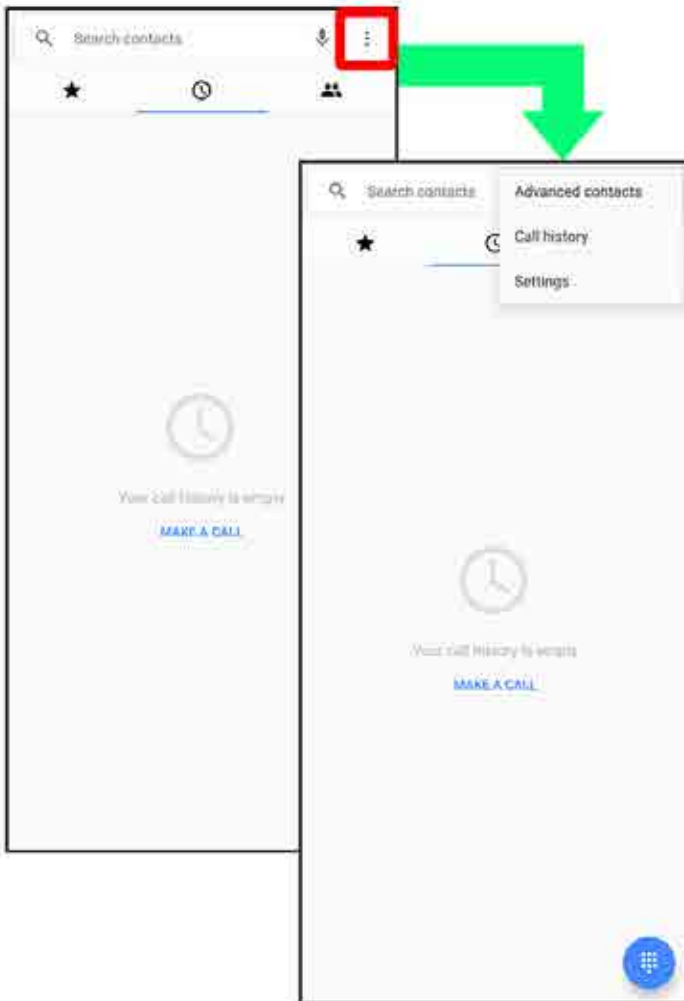 Search contacts
Your call history is empty
MAKE A CALL
Search contacts
Advanced contacts
Call history
Settings
Your call history is empty
MAKE A CALL